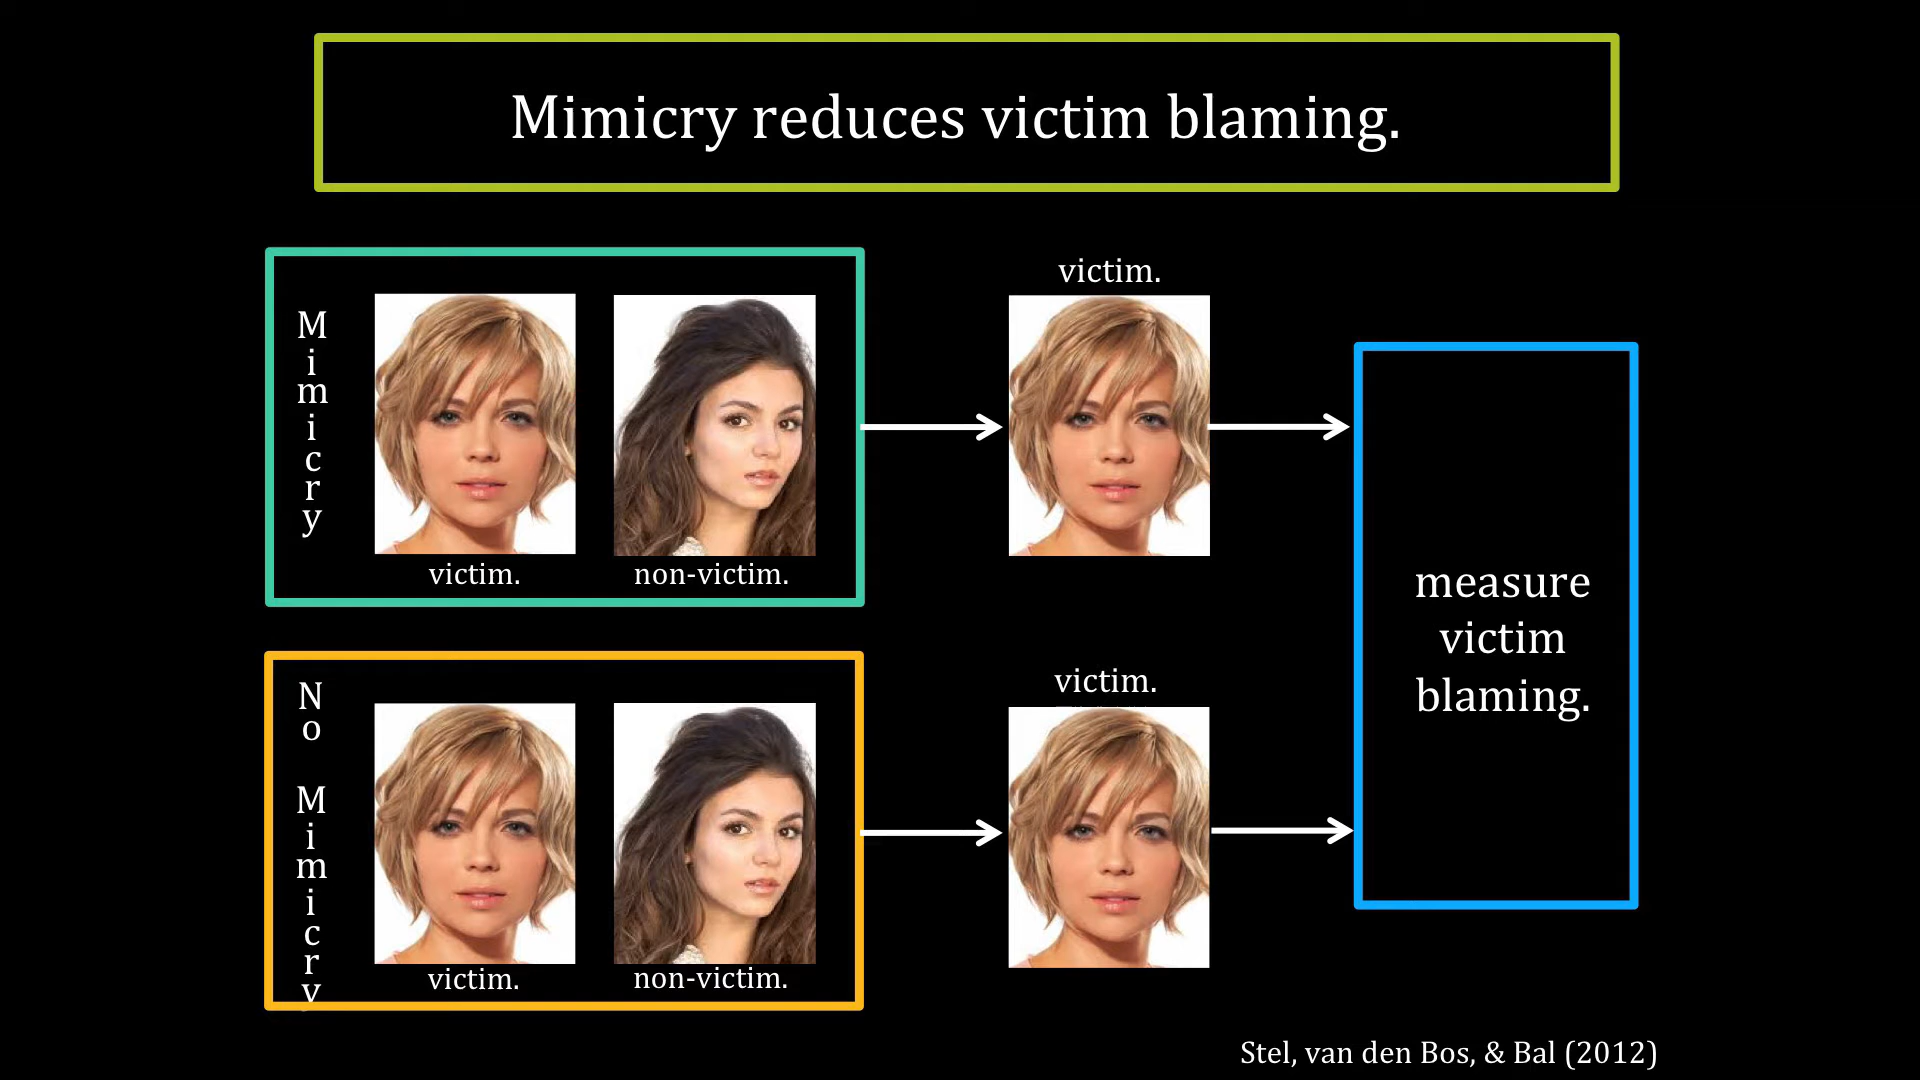 Mimicry reduces victim blaming.
Mimicry
victim.
non-victim.
victim.
measure
victim
blaming.
No Mimicry
victim.
non-victim.
victim.
Stel, van den Bos, & Bal (2012)